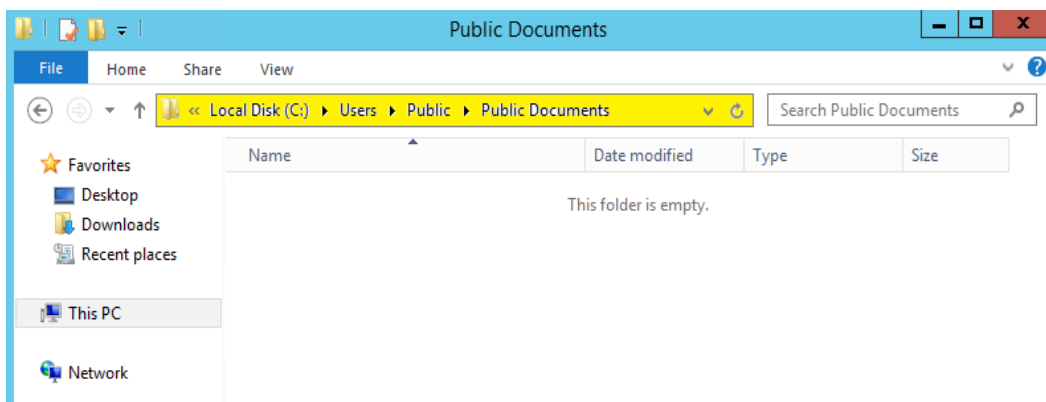 Public Documents
File Home Share View
« Local Disk (C:) Users Public Public Documents Search Public Documents
Name Date modified Type Size
This folder is empty.
Favorites
Desktop
Downloads
Recent places
This PC
Network